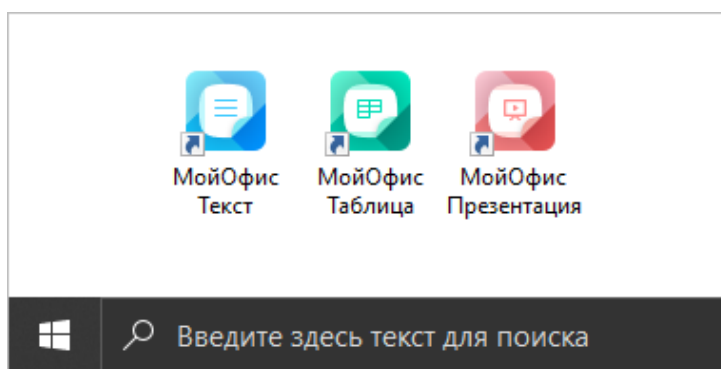 МойОфис
Текст
МойОфис
Таблица
МойОфис
Презентация
Введите здесь текст для поиска